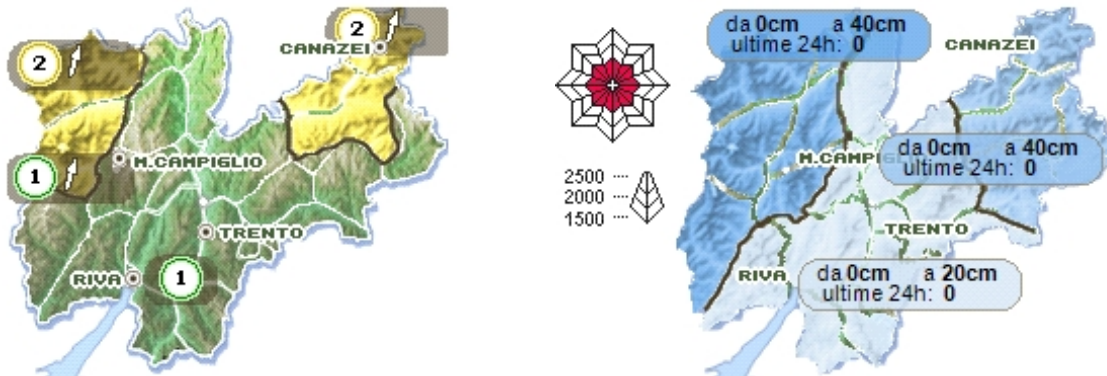 2
CANAZEI
2
1
M.CAMPIGLIO
TRENTO
RIVA
1
2500
2000
1500
da 0cm a 40cm
ultime 24h: 0
CANAZEI
da 0cm a 40cm
ultime 24h: 0
M.CAMPIGLIO
TRENTO
RIVA
da 0cm a 20cm
ultime 24h: 0